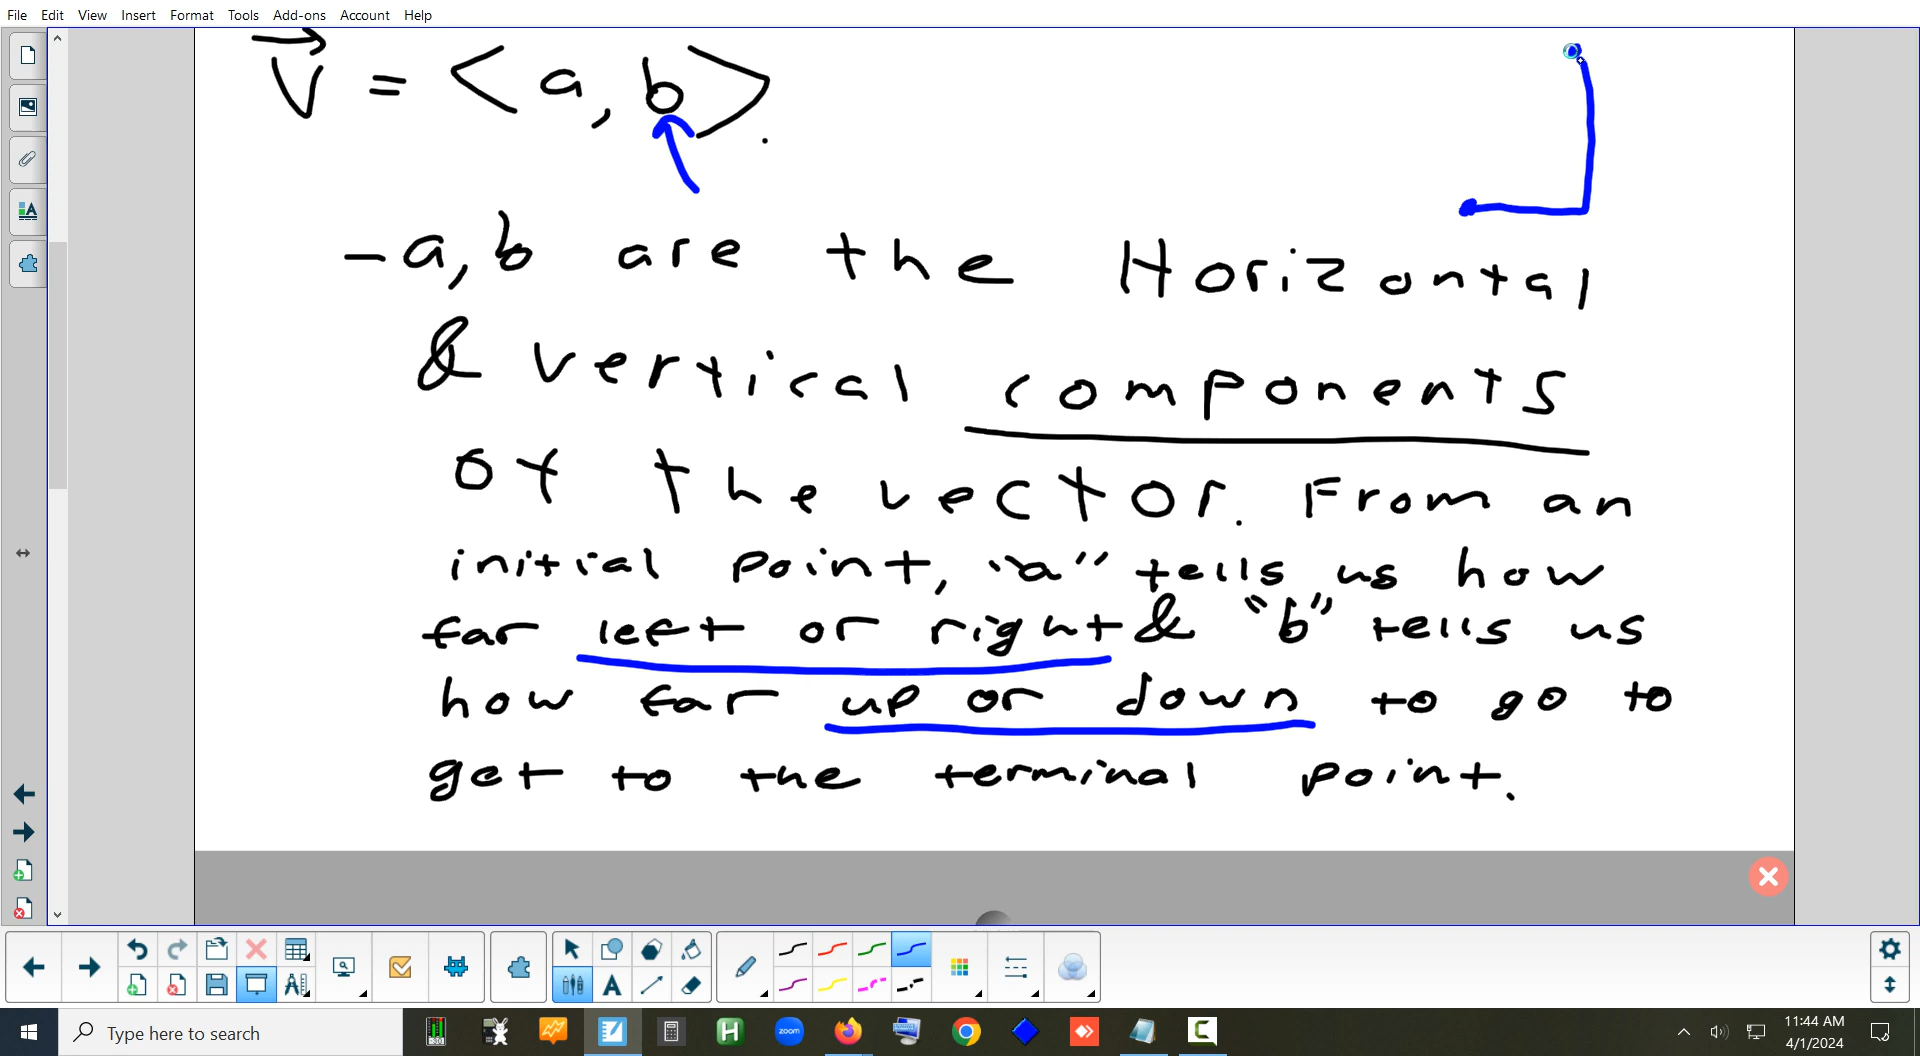 File Edit View Insert Format Tools Add-ons Account Help
V = <a, b>.
- a, b are the Horizontal
& vertical components
of the vector. From an
initial point, "a" tells us how
far left or right & "b" tells us
how far up or down to go to
get to the terminal point.
Type here to search
zoom
11:44 AM
4/1/2024